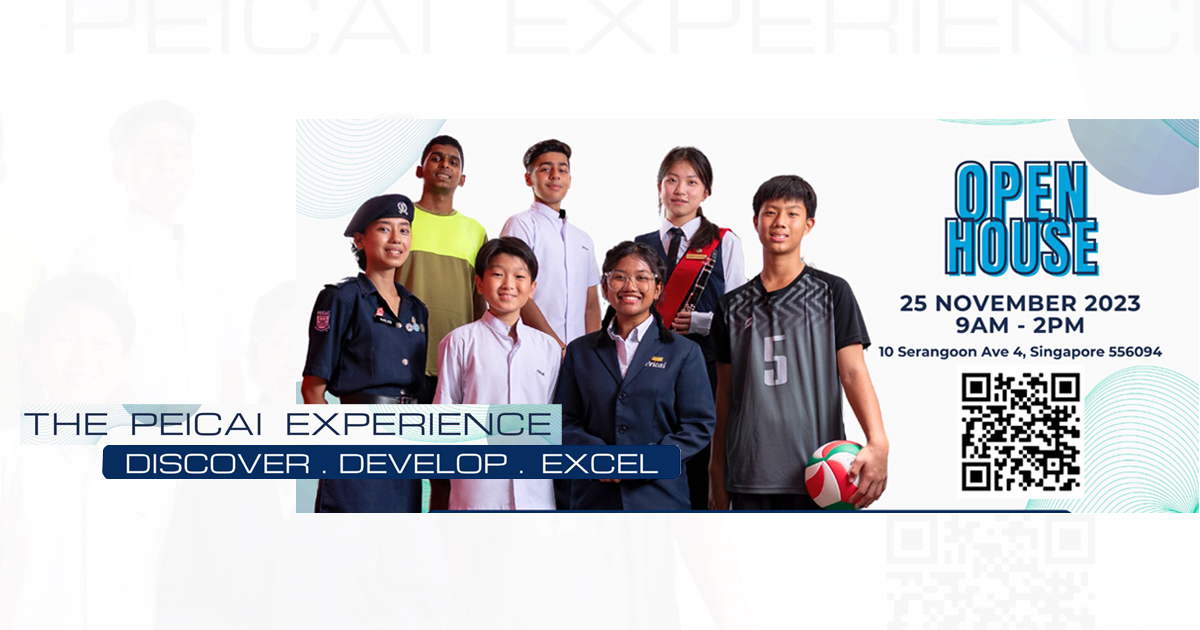 PEICAI EXPERIENC
OPEN
HOUSE
25 NOVEMBER 2023
9AM - 2PM
10 Serangoon Ave 4, Singapore 556094
5
THE PEICAI EXPERIENCE
DISCOVER . DEVELOP . EXCEL